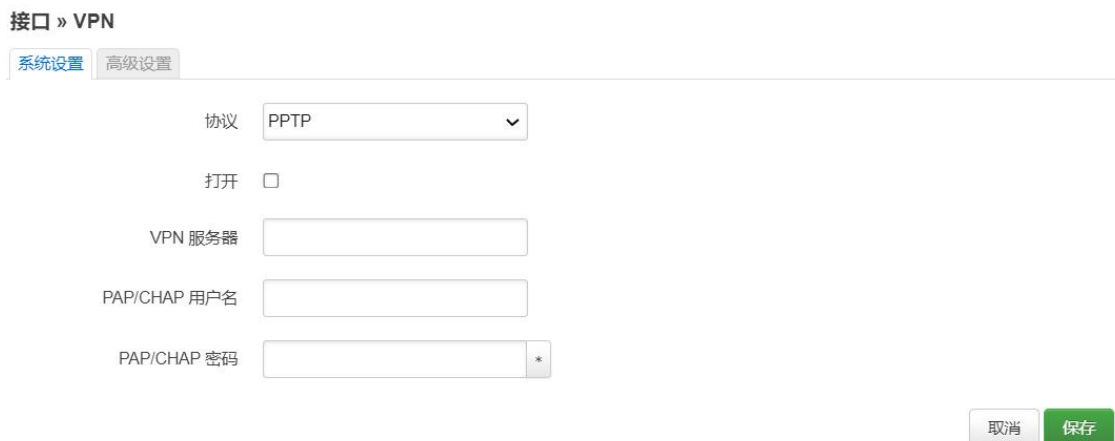 接口 » VPN
系统设置 高级设置
协议 PPTP
打开
VPN 服务器
PAP/CHAP 用户名
PAP/CHAP 密码 *
取消 保存